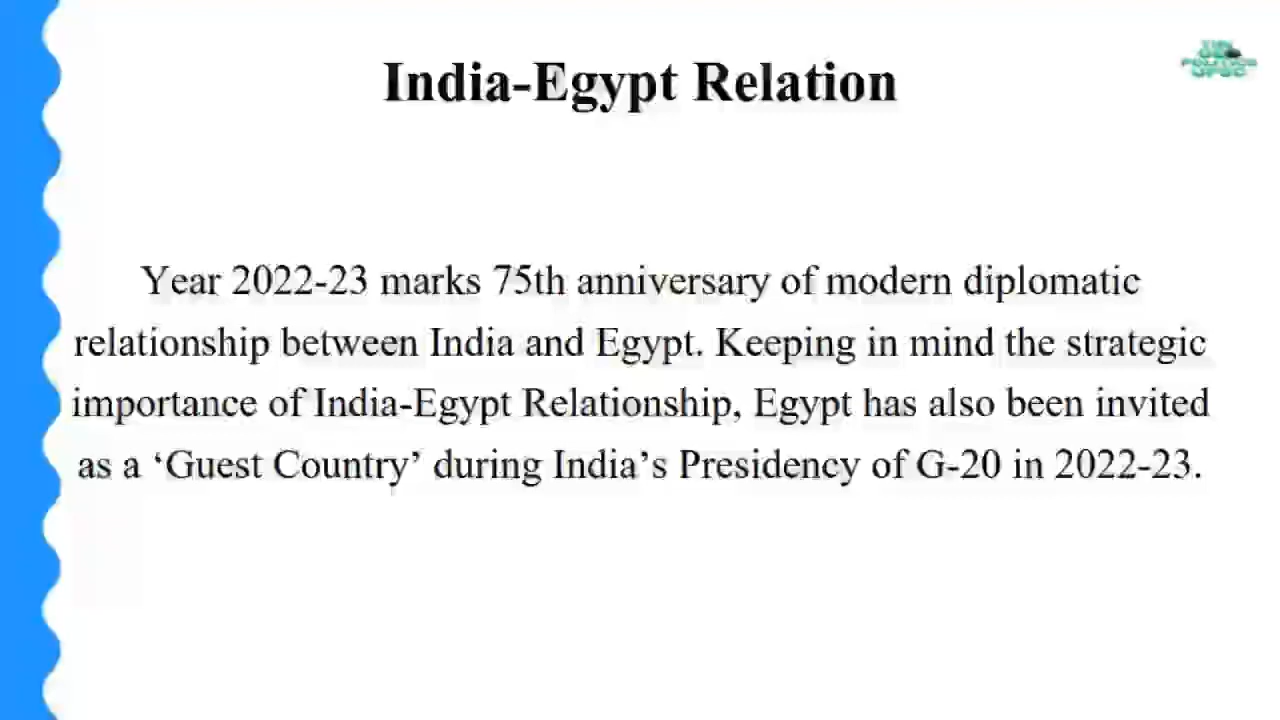 India-Egypt Relation
Year 2022-23 marks 75th anniversary of modern diplomatic
relationship between India and Egypt. Keeping in mind the strategic
importance of India-Egypt Relationship, Egypt has also been invited
as a ‘Guest Country’ during India’s Presidency of G-20 in 2022-23.